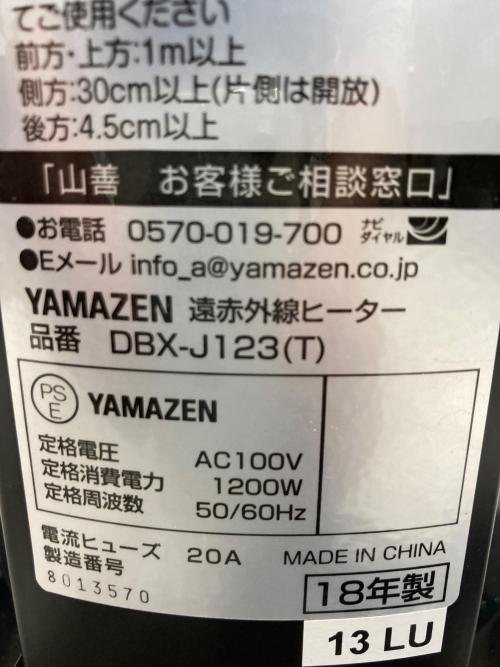 てご使用ください
前方・上方:1m以上
側方:30cm以上(片側は開放)
後方:4.5cm以上
「山善 お客様ご相談窓口」
●お電話 0570-019-700 ナビダイヤル
●Eメール info_a@yamazen.co.jp
YAMAZEN 遠赤外線ヒーター
品番 DBX-J123(T)
PSE YAMAZEN
定格電圧 AC100V
定格消費電力 1200W
定格周波数 50/60Hz
電流ヒューズ 20A MADE IN CHINA
製造番号
8013570
18年製
13 LU